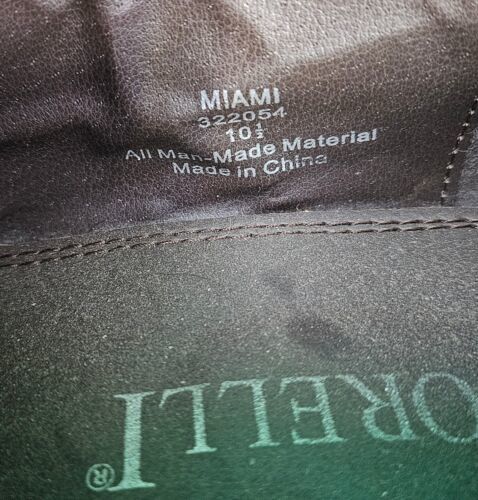 MIAMI
322054
10½
All Man-Made Material
Made in China
ORELLI®